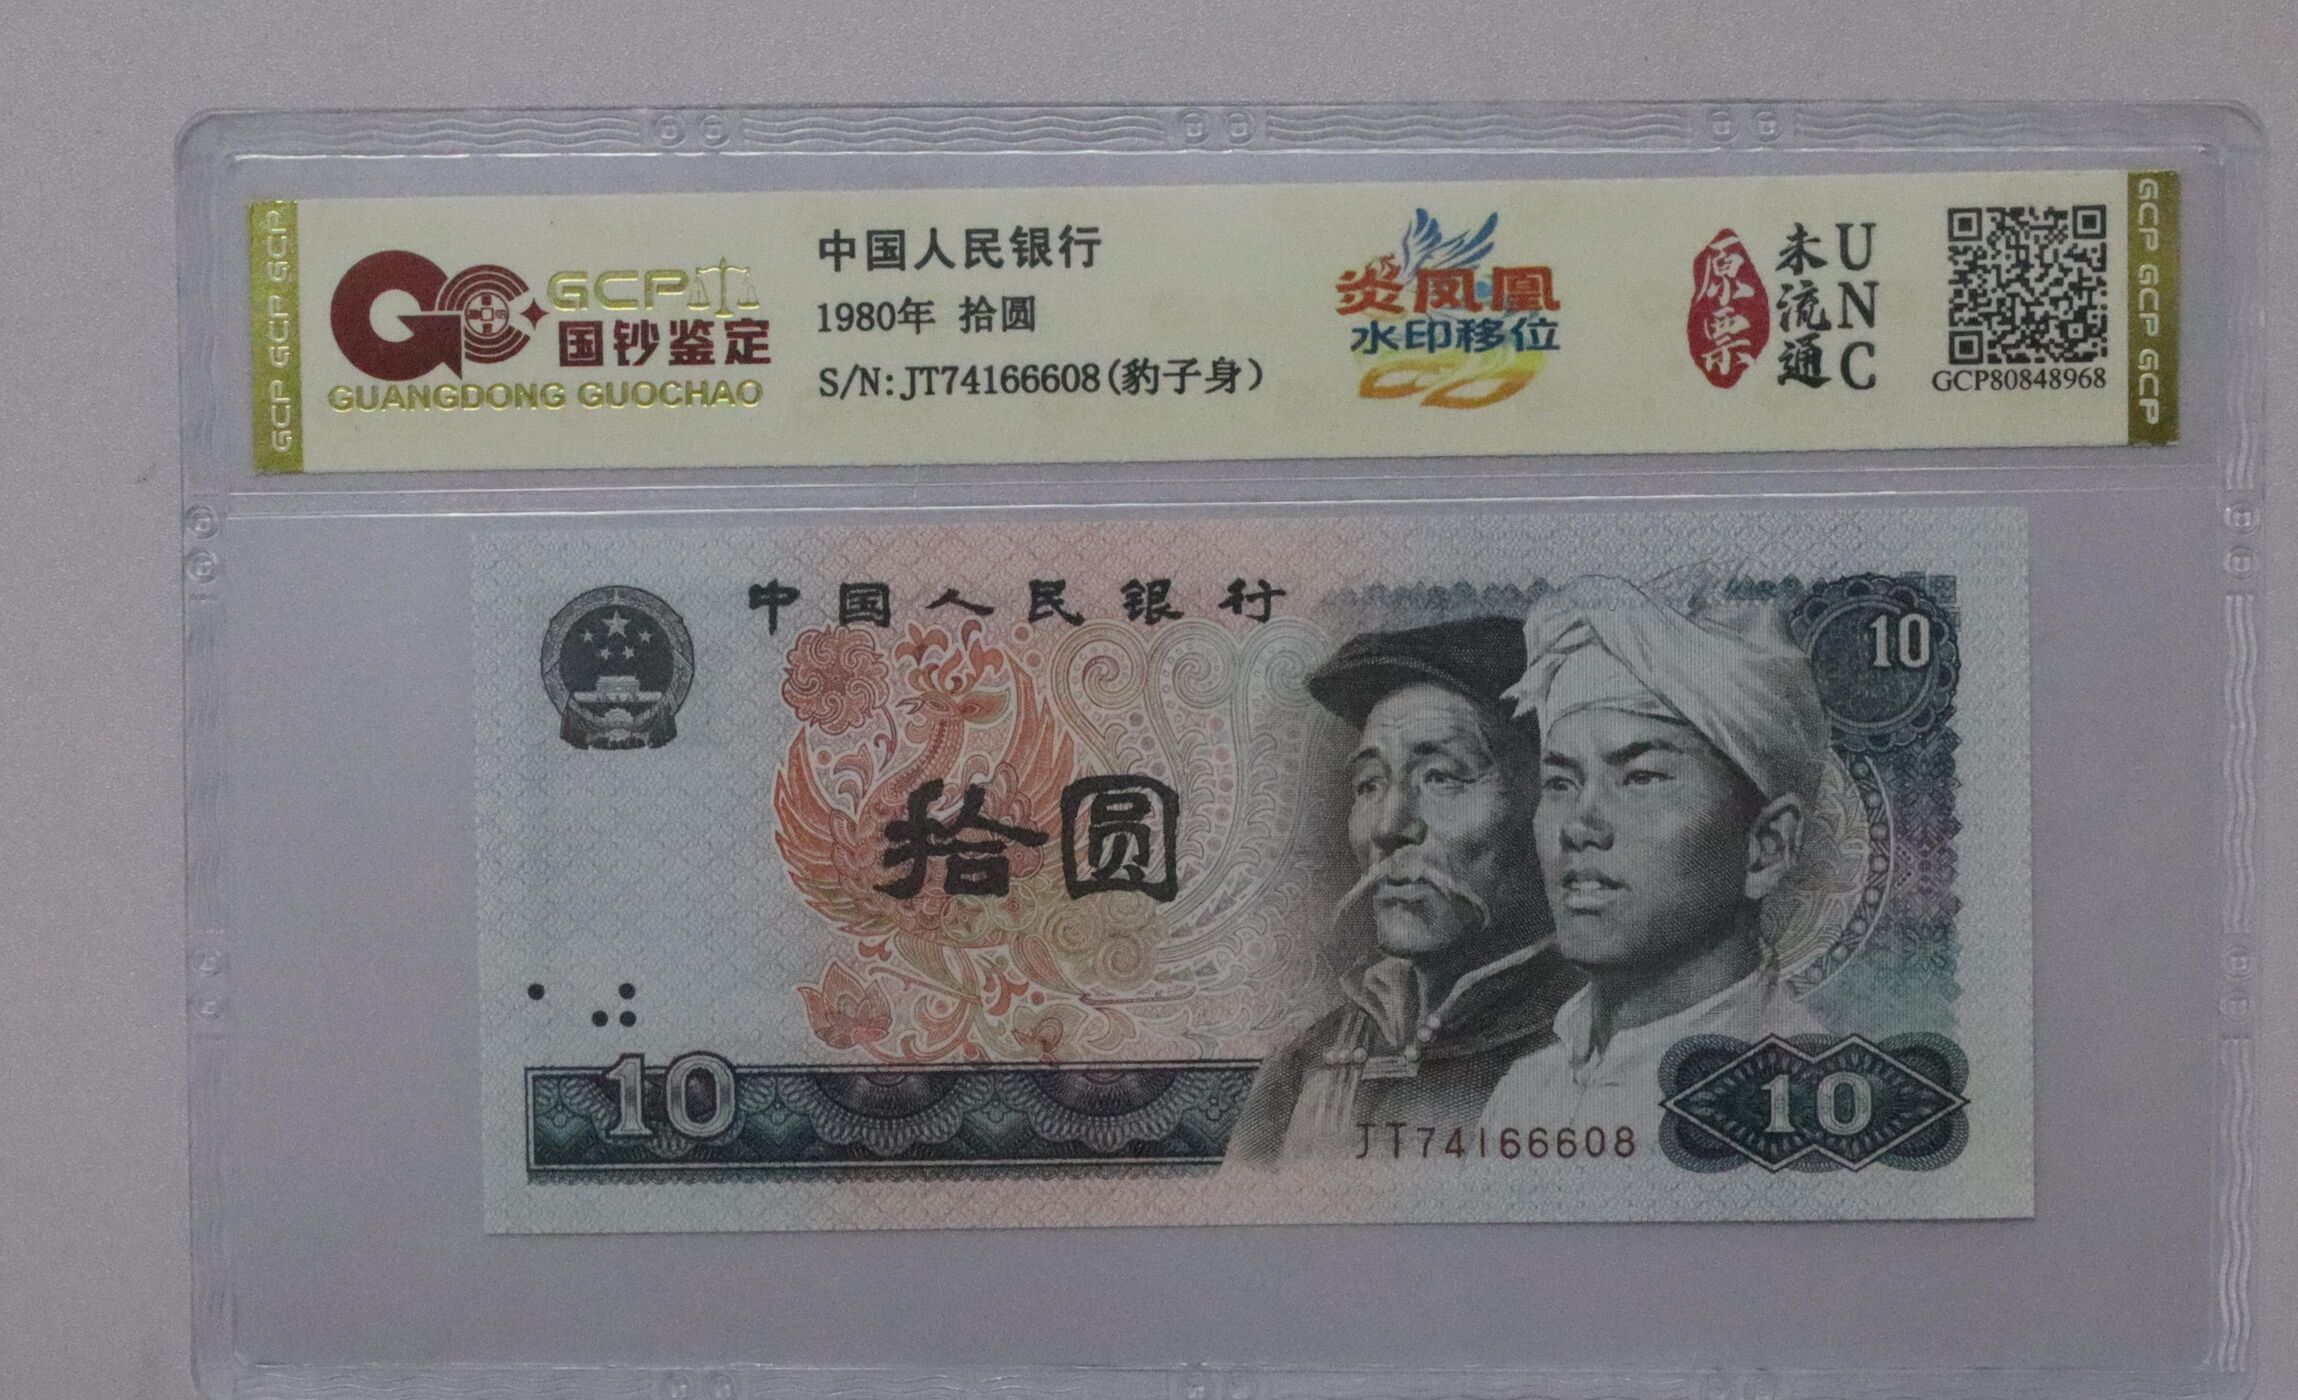 GCP GCP GCP
GCP
国钞鉴定
GUANGDONG GUOCHAO
中国人民银行
1980年 拾圆
S/N:JT74166608(豹子身)
炎凤凰
水印移位
原票
未流通
UNC
GCP80848968
GCP GCP GCP
中国人民银行
10
拾圆
10
10
JT74166608